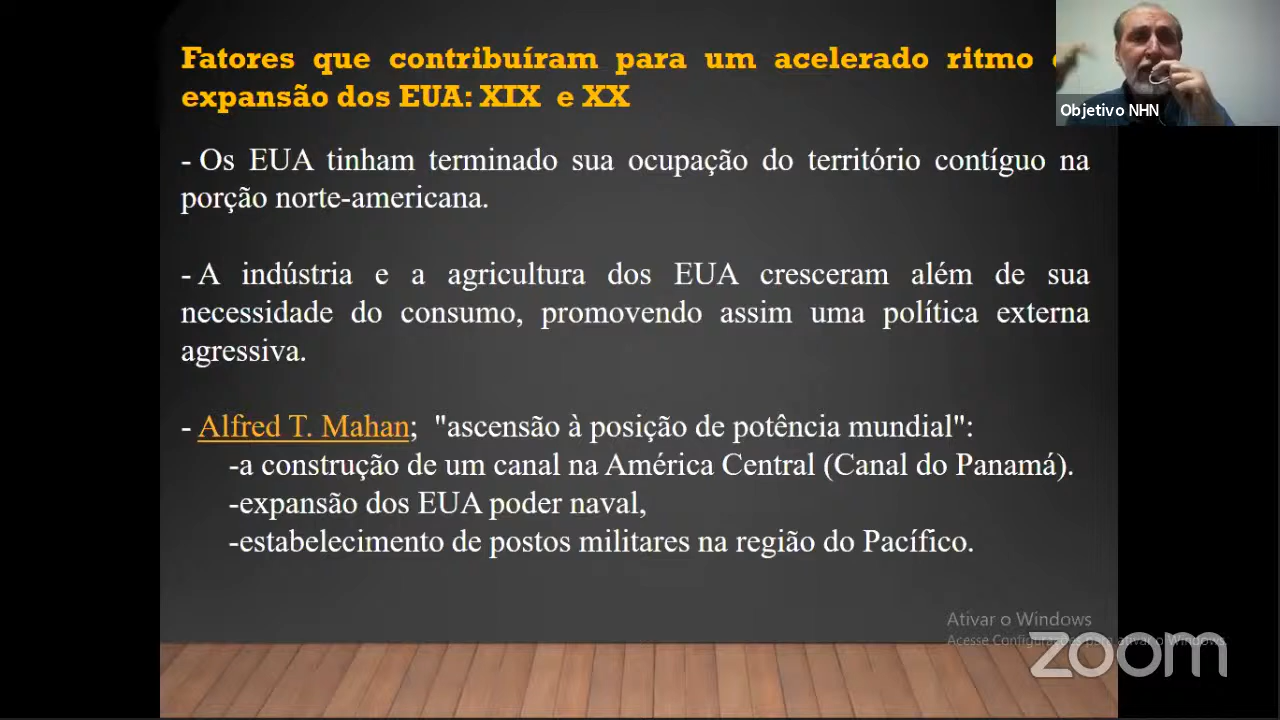 Fatores que contribuíram para um acelerado ritmo
expansão dos EUA: XIX e XX
Objetivo NHN
- Os EUA tinham terminado sua ocupação do território contíguo na
porção norte-americana.
- A indústria e a agricultura dos EUA cresceram além de sua
necessidade do consumo, promovendo assim uma política externa
agressiva.
- Alfred T. Mahan; "ascensão à posição de potência mundial":
-a construção de um canal na América Central (Canal do Panamá).
-expansão dos EUA poder naval,
-estabelecimento de postos militares na região do Pacífico.
Ativar o Windows
Acesse Configurações para ativar o Windows.
zoom